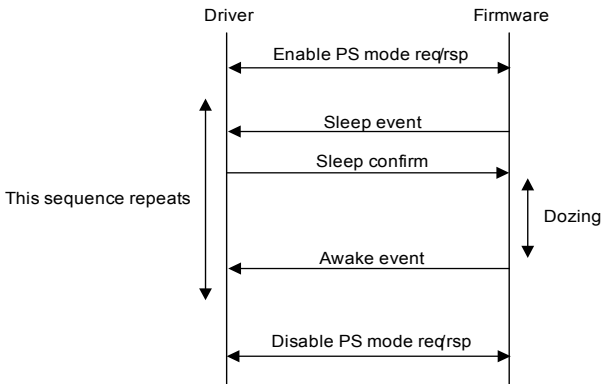 Driver
Firmware
Enable PS mode req/rsp
Sleep event
Sleep confirm
This sequence repeats
Dozing
Awake event
Disable PS mode req/rsp